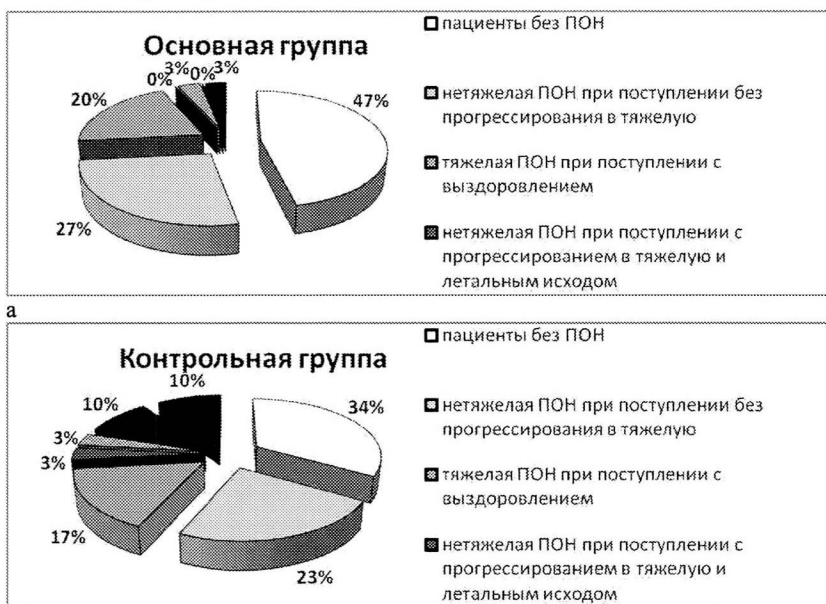 Основная группа
3% 0% 3%
0%
20%
47%
27%
пациенты без ПОН
нетяжелая ПОН при поступлении без
прогрессирования в тяжелую
тяжелая ПОН при поступлении с
выздоровлением
нетяжелая ПОН при поступлении с
прогрессированием в тяжелую и
летальным исходом
а
Контрольная группа
10%
10%
34%
3%
3%
17%
23%
пациенты без ПОН
нетяжелая ПОН при поступлении без
прогрессирования в тяжелую
тяжелая ПОН при поступлении с
выздоровлением
нетяжелая ПОН при поступлении с
прогрессированием в тяжелую и
летальным исходом